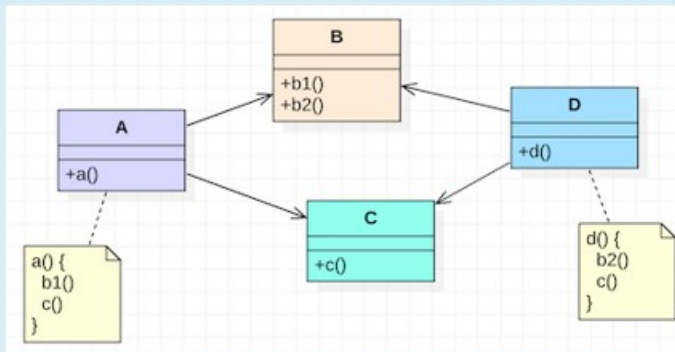 B
+b1()
+b2()
A
+a()
D
+d()
C
+c()
a() {
b1()
c()
}
d() {
b2()
c()
}